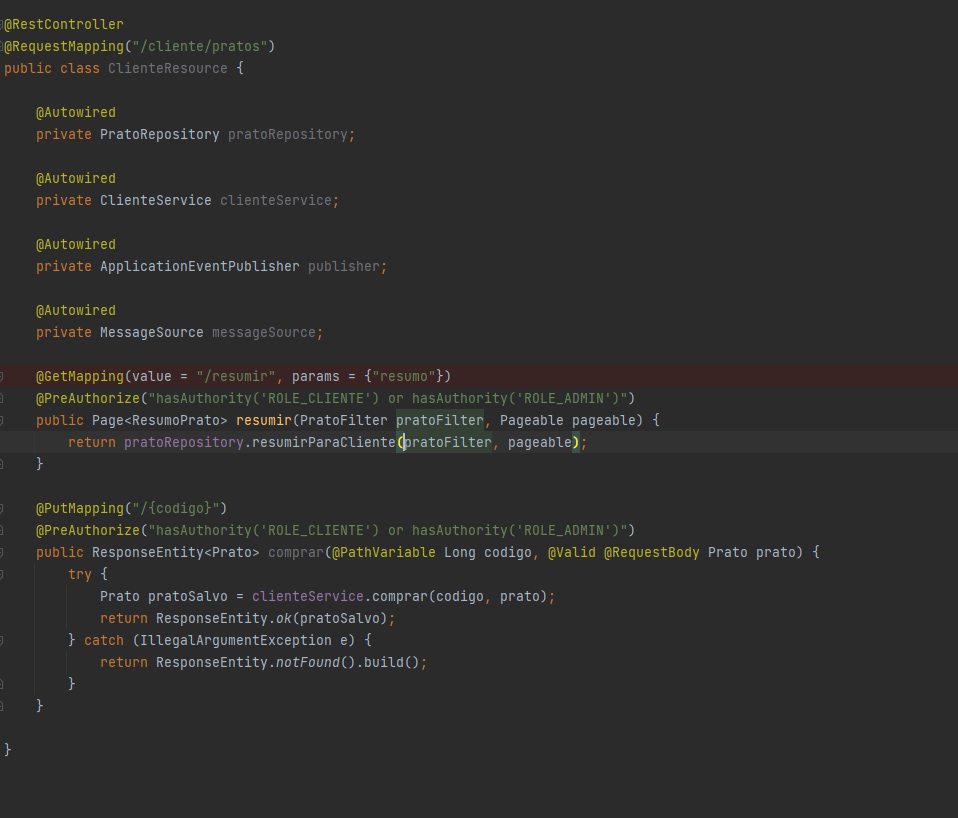 @RestController
@RequestMapping("/cliente/pratos")
public class ClienteResource {
@Autowired
private PratoRepository pratoRepository;
@Autowired
private ClienteService clienteService;
@Autowired
private ApplicationEventPublisher publisher;
@Autowired
private MessageSource messageSource;
@GetMapping(value = "/resumir", params = {"resumo"})
@PreAuthorize("hasAuthority('ROLE_CLIENTE') or hasAuthority('ROLE_ADMIN')")
public Page<ResumoPrato> resumir(PratoFilter pratoFilter, Pageable pageable) {
return pratoRepository.resumirParaCliente(pratoFilter, pageable);
}
@PutMapping("/{codigo}")
@PreAuthorize("hasAuthority('ROLE_CLIENTE') or hasAuthority('ROLE_ADMIN')")
public ResponseEntity<Prato> comprar(@PathVariable Long codigo, @Valid @RequestBody Prato prato) {
try {
Prato pratoSalvo = clienteService.comprar(codigo, prato);
return ResponseEntity.ok(pratoSalvo);
} catch (IllegalArgumentException e) {
return ResponseEntity.notFound().build();
}
}
}